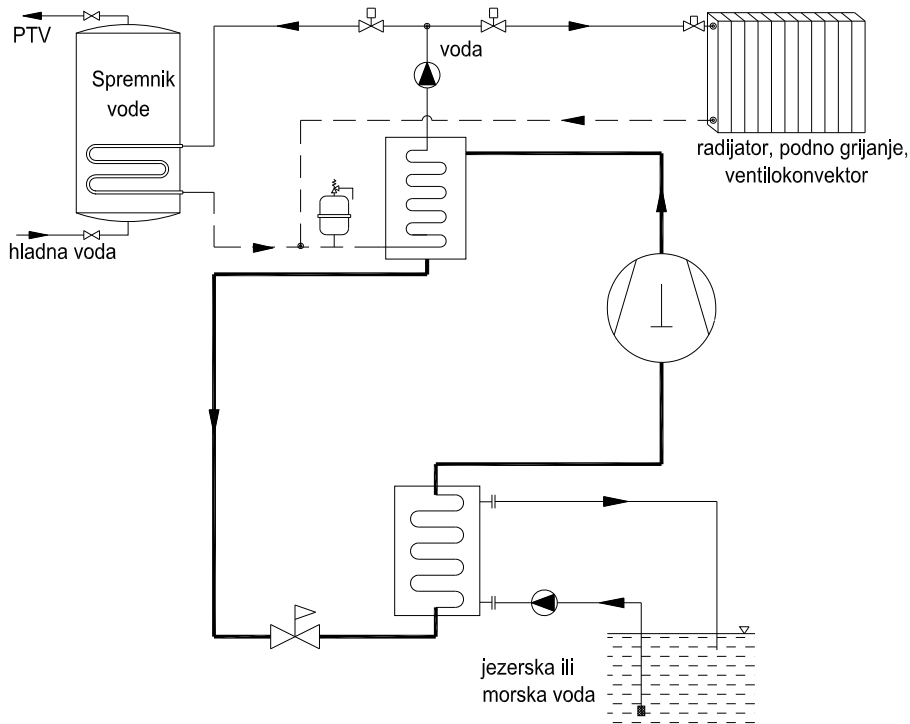 PTV
Spremnik
vode
voda
radijator, podno grijanje,
ventilokonvektor
hladna voda
jezerska ili
morska voda